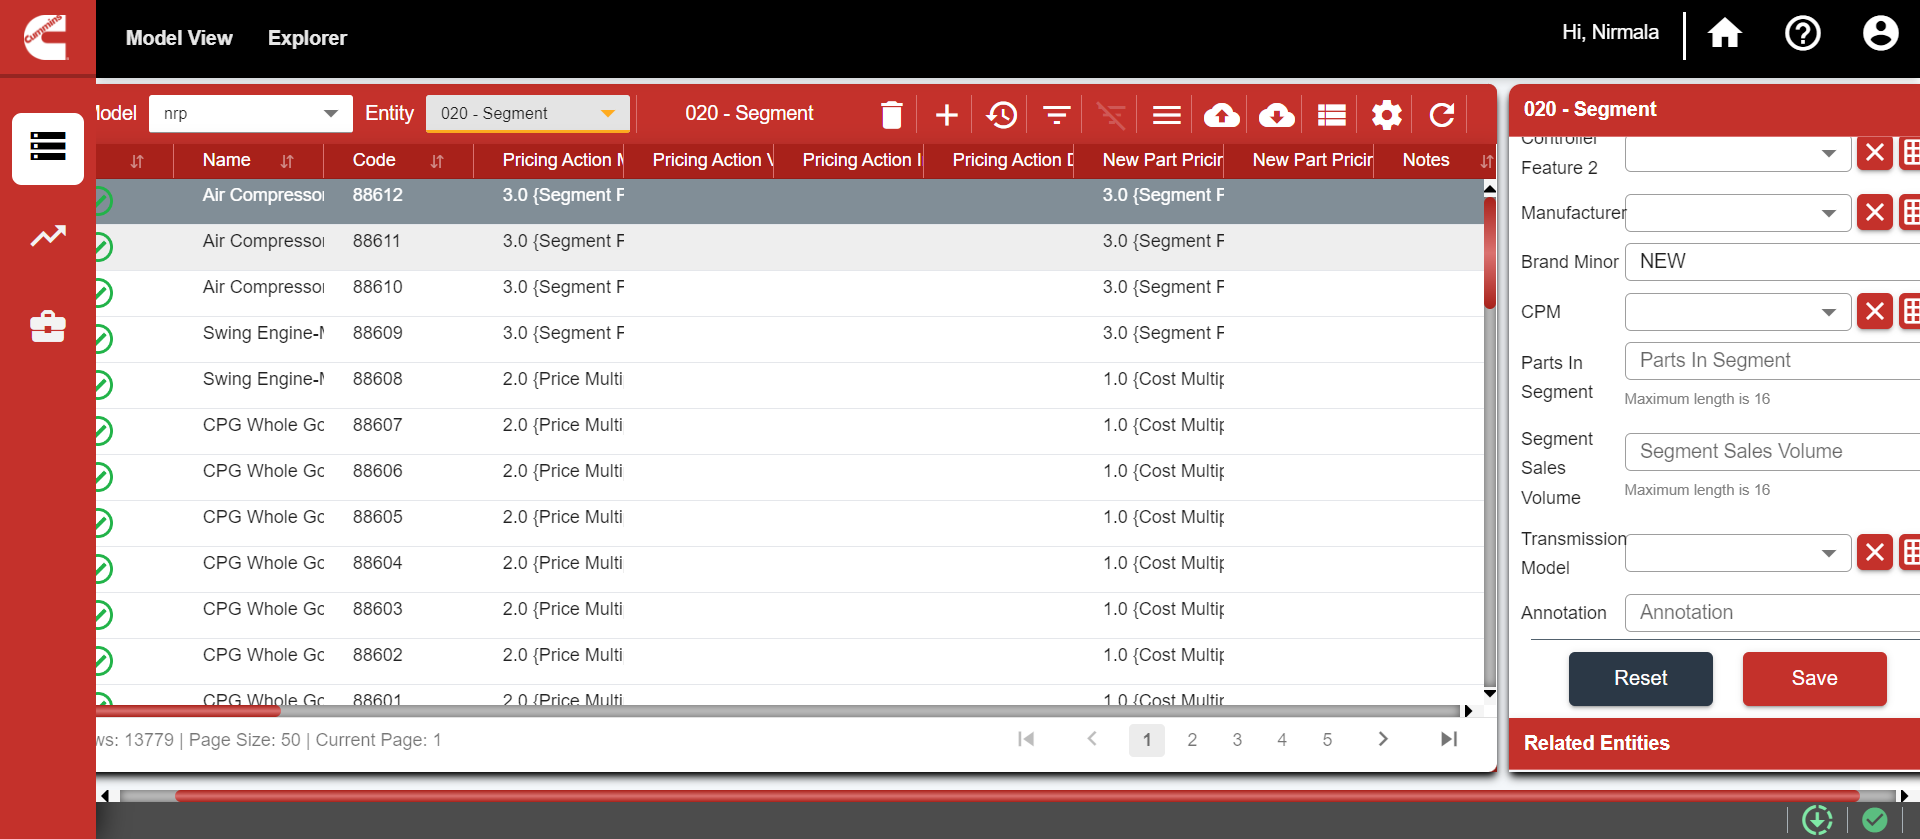 Cummins
Model View
Explorer
Hi, Nirmala
Model
nrp
Entity
020 - Segment
020 - Segment
Name
Code
Pricing Action
Pricing Action
Pricing Action
Pricing Action
New Part Pricin
New Part Pricin
Notes
Air Compressor 88612 3.0 {Segment P 3.0 {Segment P
Air Compressor 88611 3.0 {Segment P 3.0 {Segment P
Air Compressor 88610 3.0 {Segment P 3.0 {Segment P
Swing Engine-M 88609 3.0 {Segment P 3.0 {Segment P
Swing Engine-M 88608 2.0 {Price Multi 1.0 {Cost Multip
CPG Whole Go 88607 2.0 {Price Multi 1.0 {Cost Multip
CPG Whole Go 88606 2.0 {Price Multi 1.0 {Cost Multip
CPG Whole Go 88605 2.0 {Price Multi 1.0 {Cost Multip
CPG Whole Go 88604 2.0 {Price Multi 1.0 {Cost Multip
CPG Whole Go 88603 2.0 {Price Multi 1.0 {Cost Multip
CPG Whole Go 88602 2.0 {Price Multi 1.0 {Cost Multip
CPG Whole Go 88601 2.0 {Price Multi 1.0 {Cost Multip
ws: 13779 | Page Size: 50 | Current Page: 1
1 2 3 4 5
020 - Segment
Controller
Feature 2
Manufacturer
Brand Minor
NEW
CPM
Parts In
Segment
Parts In Segment
Maximum length is 16
Segment
Sales
Volume
Segment Sales Volume
Maximum length is 16
Transmission
Model
Annotation
Annotation
Reset
Save
Related Entities